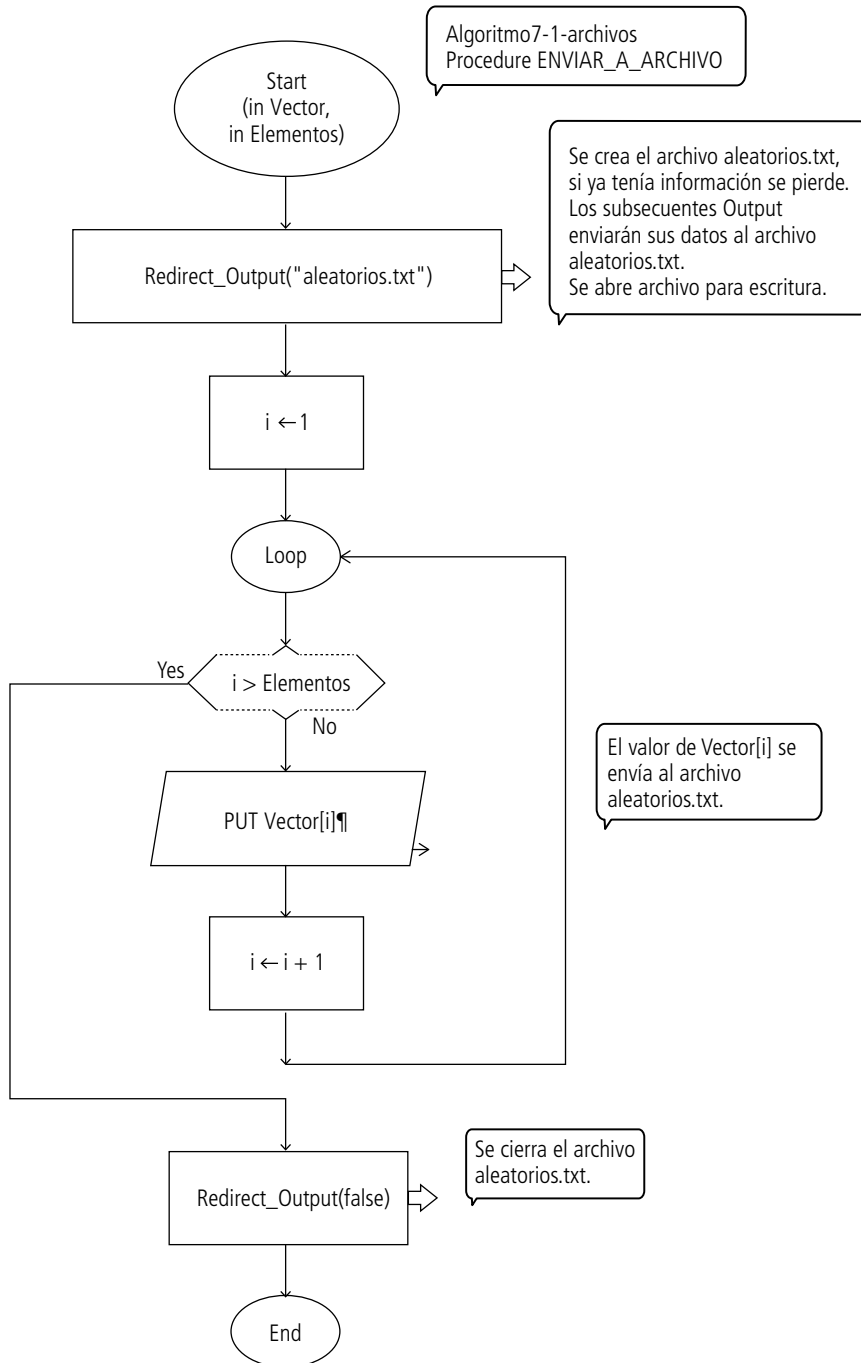 Algoritmo7-1-archivos
Procedure ENVIAR_A_ARCHIVO
Start
(in Vector,
in Elementos)
Se crea el archivo aleatorios.txt,
si ya tenía información se pierde.
Los subsecuentes Output
enviarán sus datos al archivo
aleatorios.txt.
Se abre archivo para escritura.
Redirect_Output("aleatorios.txt")
i ← 1
Loop
Yes
i > Elementos
No
El valor de Vector[i] se
envía al archivo
aleatorios.txt.
PUT Vector[i]¶
i ← i + 1
Se cierra el archivo
aleatorios.txt.
Redirect_Output(false)
End